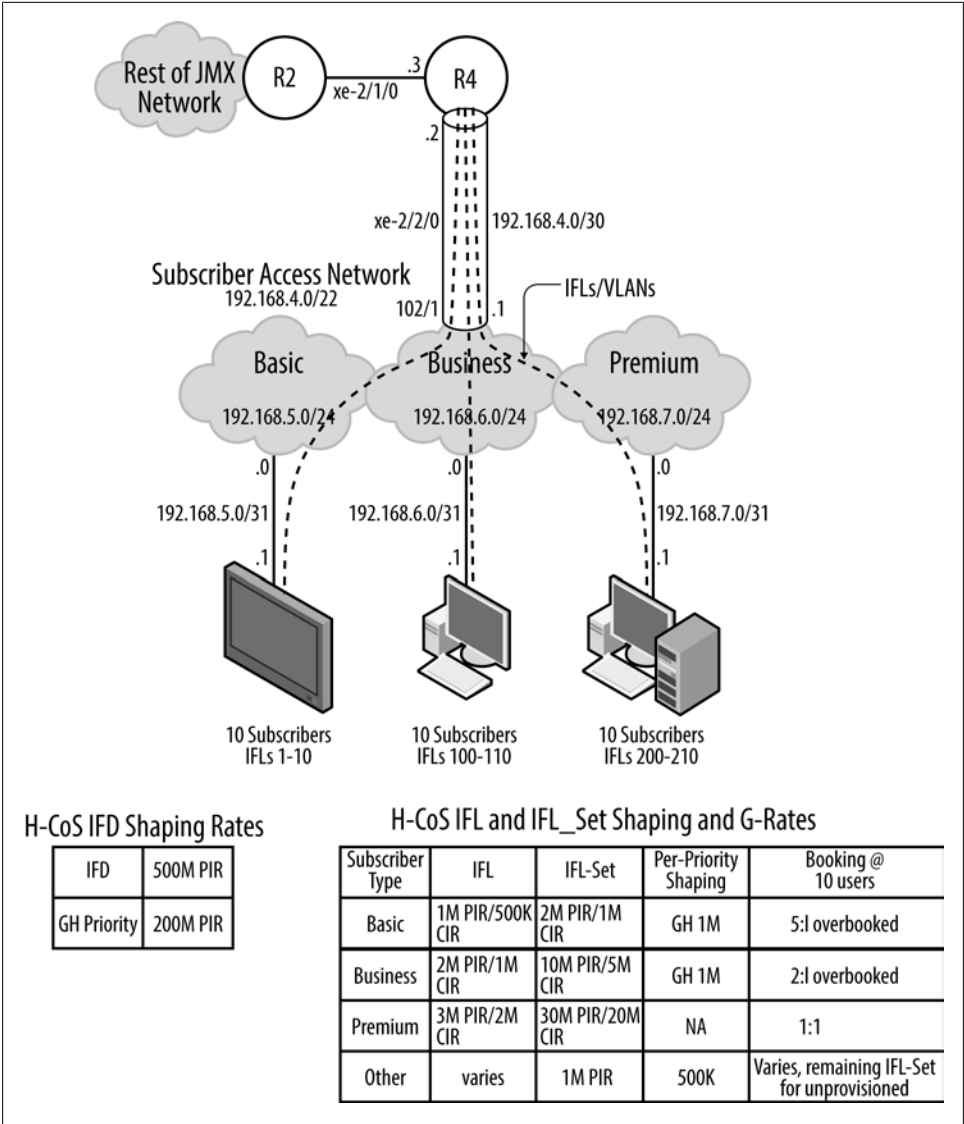 Rest of JMX
Network
R2
xe-2/1/0
.3
R4
.2
xe-2/2/0
192.168.4.0/30
Subscriber Access Network
192.168.4.0/22
102/1
.1
IFLs/VLANs
Basic
Business
Premium
192.168.5.0/24
192.168.6.0/24
192.168.7.0/24
.0
.0
.0
192.168.5.0/31
192.168.6.0/31
192.168.7.0/31
.1
.1
.1
10 Subscribers
IFLs 1-10
10 Subscribers
IFLs 100-110
10 Subscribers
IFLs 200-210
H-CoS IFD Shaping Rates
IFD
500M PIR
GH Priority
200M PIR
H-CoS IFL and IFL_Set Shaping and G-Rates
Subscriber
Type
IFL
IFL-Set
Per-Priority
Shaping
Booking @
10 users
Basic
1M PIR/500K
CIR
2M PIR/1M
CIR
GH 1M
5:l overbooked
Business
2M PIR/1M
CIR
10M PIR/5M
CIR
GH 1M
2:l overbooked
Premium
3M PIR/2M
CIR
30M PIR/20M
CIR
NA
1:1
Other
varies
1M PIR
500K
Varies, remaining IFL-Set
for unprovisioned